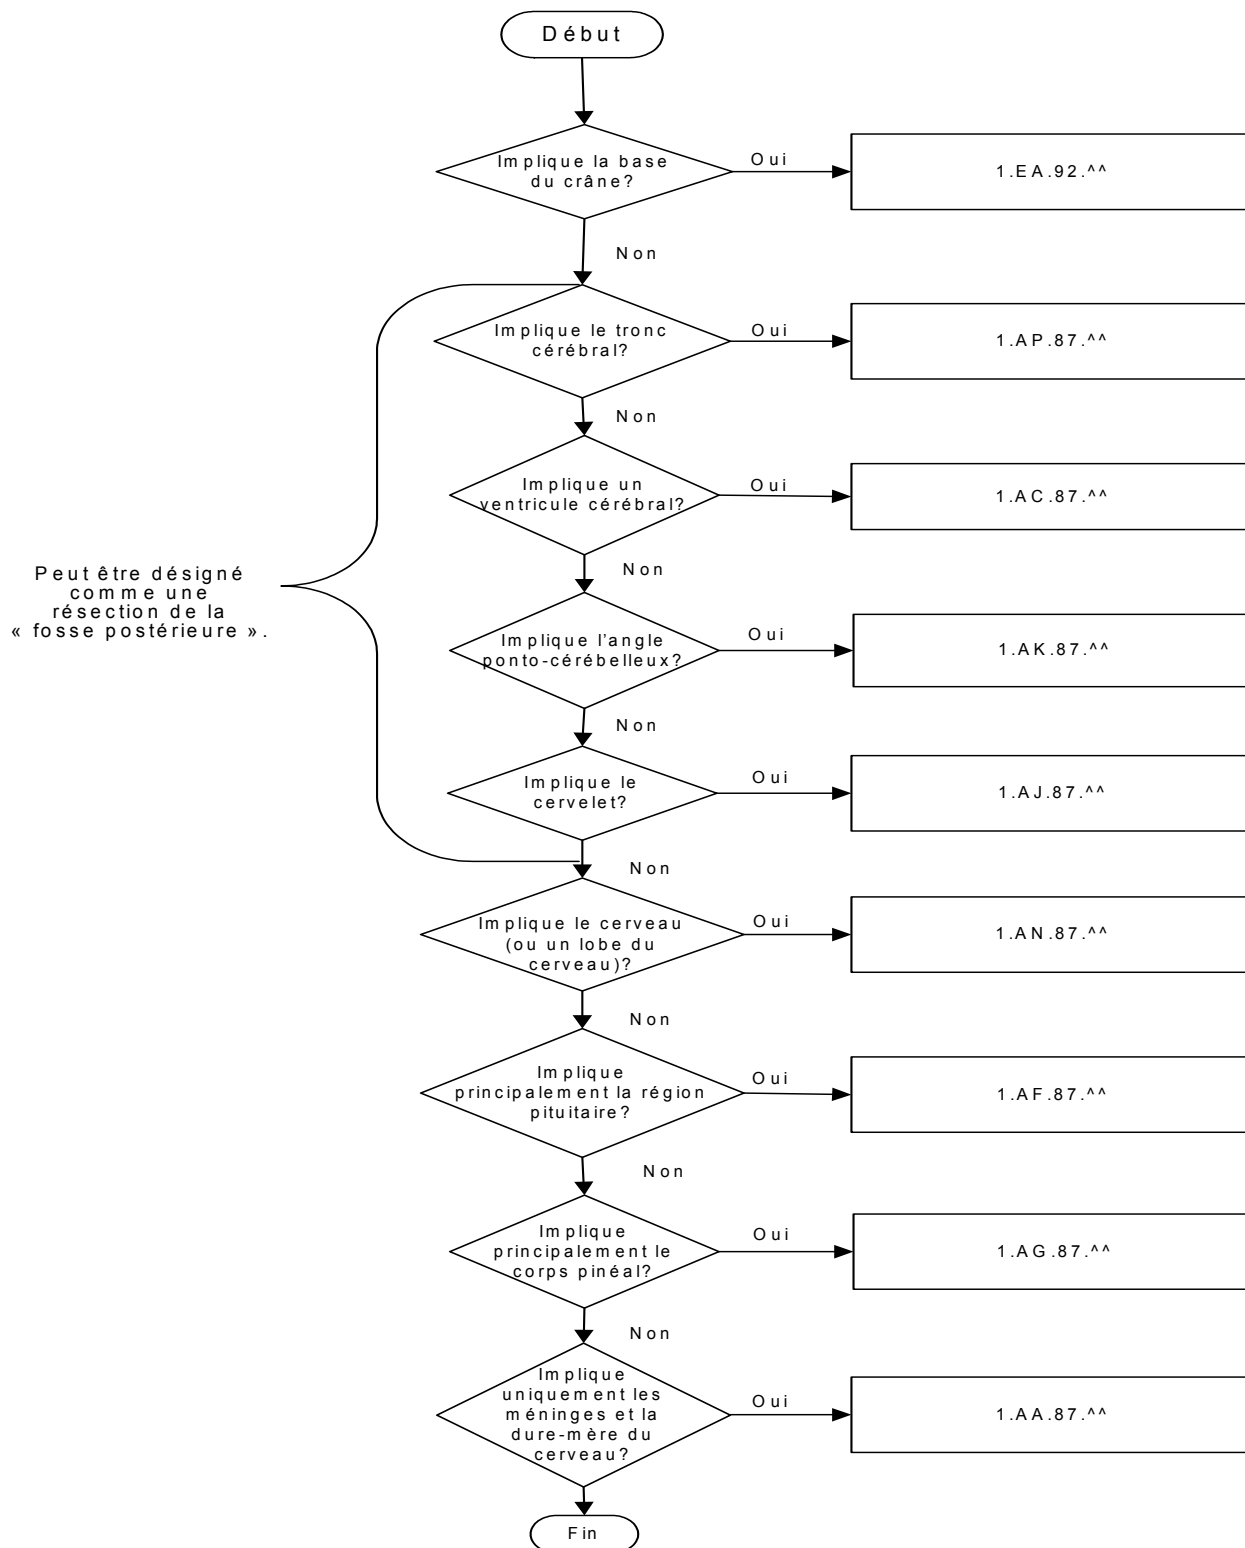 Début
Implique la base
du crâne?
Oui
1.EA.92.^^
Non
Implique le tronc
cérébral?
Oui
1.AP.87.^^
Non
Implique un
ventricule cérébral?
Oui
1.AC.87.^^
Non
Peut être désigné
comme une
résection de la
« fosse postérieure ».
Implique l’angle
ponto-cérébelleux?
Oui
1.AK.87.^^
Non
Implique le
cervelet?
Oui
1.AJ.87.^^
Non
Implique le cerveau
(ou un lobe du
cerveau)?
Oui
1.AN.87.^^
Non
Implique
principalement la région
pituitaire?
Oui
1.AF.87.^^
Non
Implique
principalement le
corps pinéal?
Oui
1.AG.87.^^
Non
Implique
uniquement les
méninges et la
dure-mère du
cerveau?
Oui
1.AA.87.^^
Fin